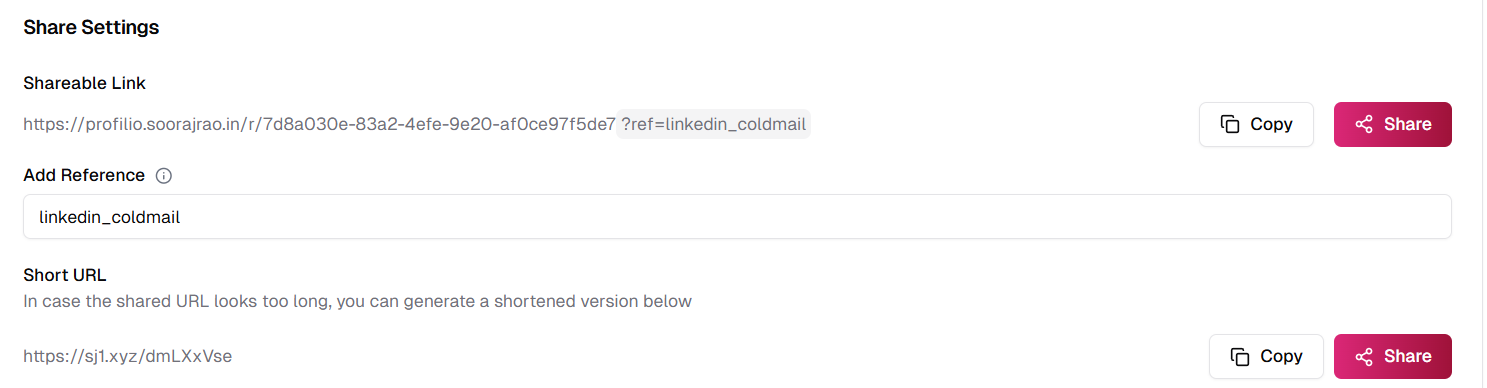 Share Settings
Shareable Link
https://profilio.soorajrao.in/r/7d8a030e-83a2-4efe-9e20-af0ce97f5de7?ref=linkedin_coldmail
Copy
Share
Add Reference
linkedin_coldmail
Short URL
In case the shared URL looks too long, you can generate a shortened version below
https://sj1.xyz/dmLXxVse
Copy
Share